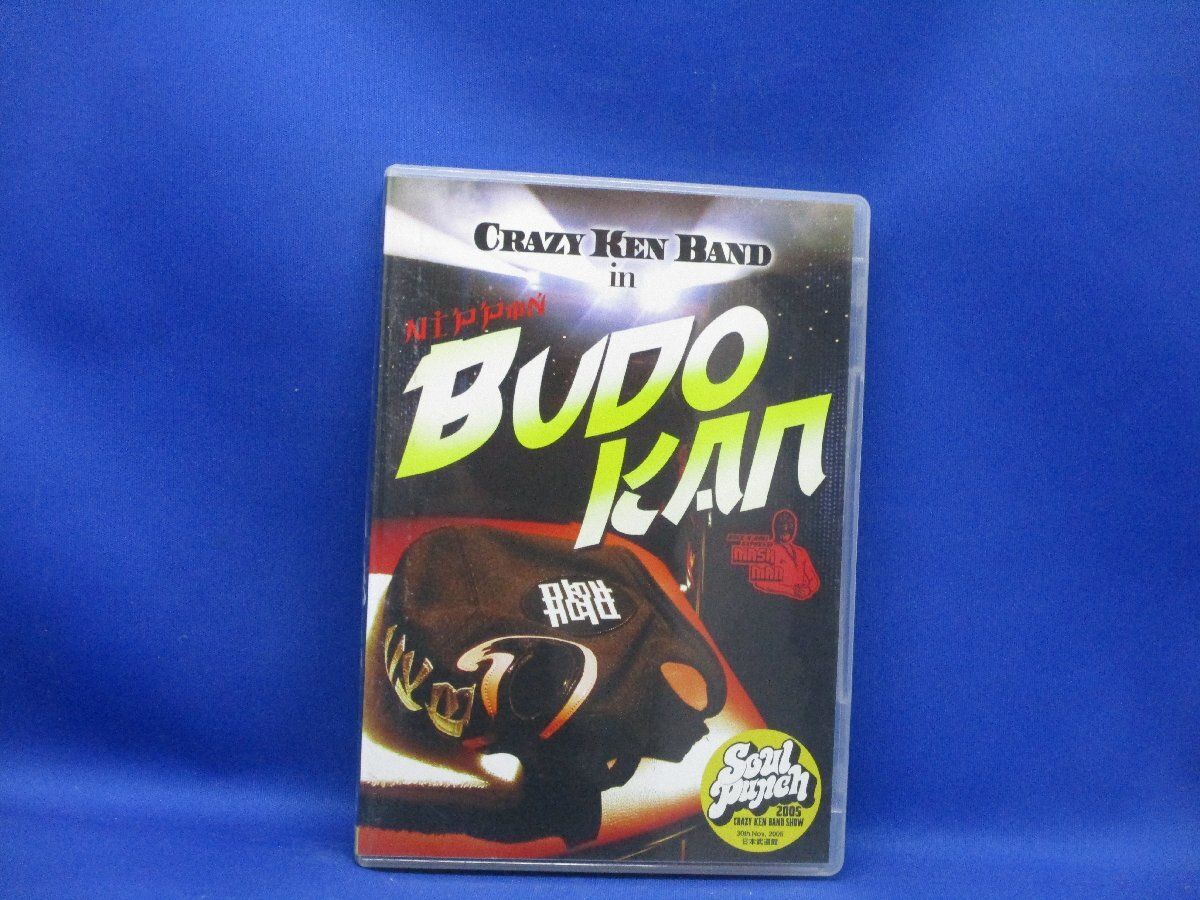 CRAZY KEN BAND
in
NIPPON
BUDO
KAN
MASK
MAN
CKB
Soul
Punch
2005
CRAZY KEN BAND SHOW
30th Nov, 2005
日本武道館